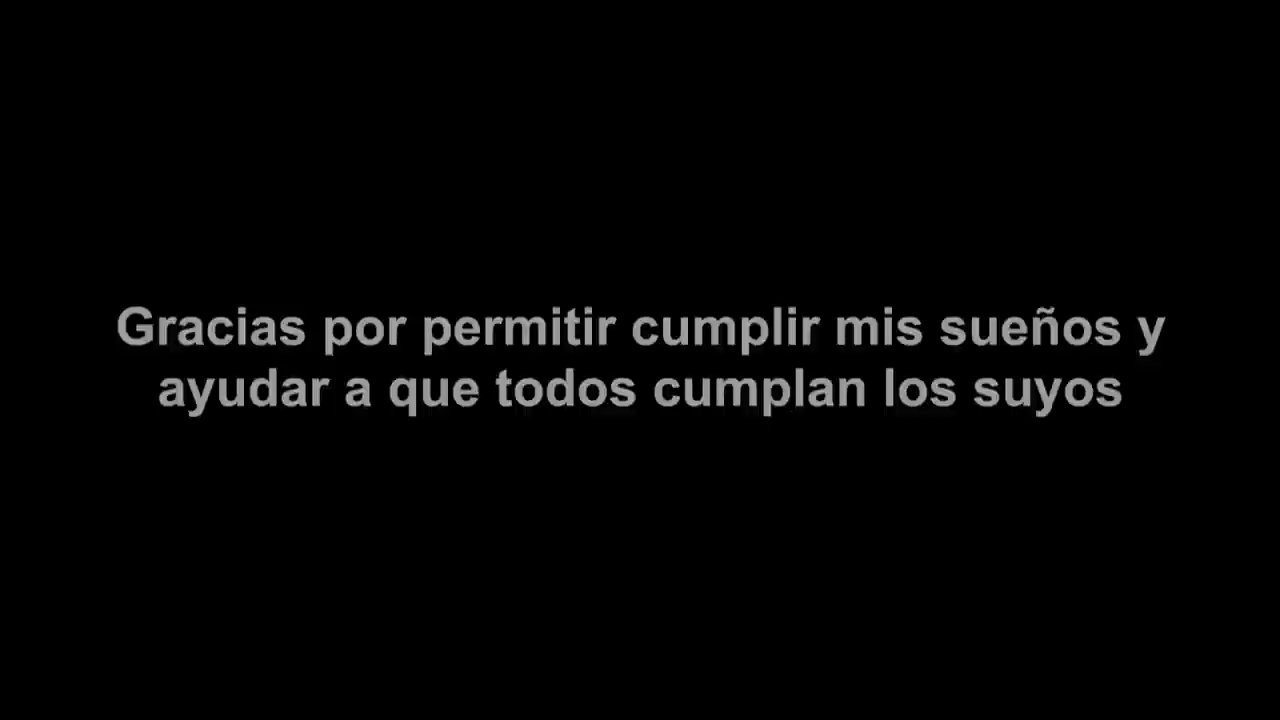 Gracias por permitir cumplir mis sueños y
ayudar a que todos cumplan los suyos